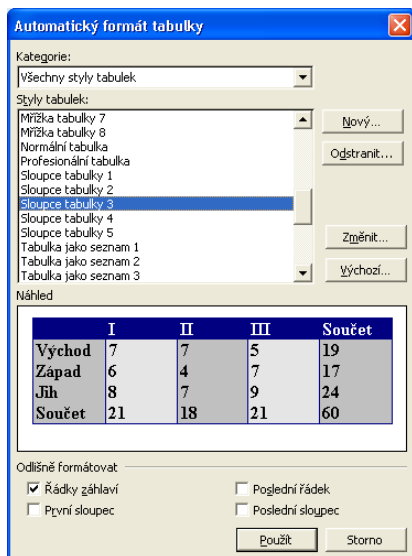 Automatický formát tabulky
Kategorie:
Všechny styly tabulek
Styly tabulek:
Mřížka tabulky 7
Mřížka tabulky 8
Normální tabulka
Profesionální tabulka
Sloupce tabulky 1
Sloupce tabulky 2
Sloupce tabulky 3
Sloupce tabulky 4
Sloupce tabulky 5
Tabulka jako seznam 1
Tabulka jako seznam 2
Tabulka jako seznam 3
Nový...
Odstranit...
Změnit...
Výchozí...
Náhled
I II III Součet
Východ 7 7 5 19
Západ 6 4 7 17
Jih 8 7 9 24
Součet 21 18 21 60
Odlišně formátovat
Řádky záhlaví Poslední řádek
První sloupec Poslední sloupec
Použít Storno